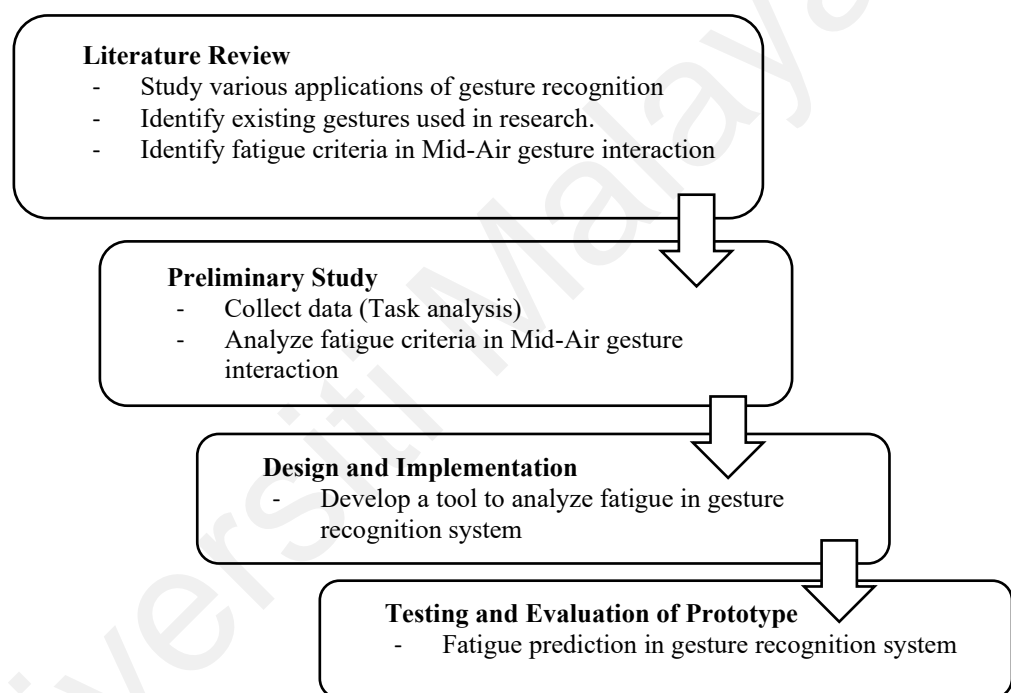 Literature Review
- Study various applications of gesture recognition
- Identify existing gestures used in research.
- Identify fatigue criteria in Mid-Air gesture interaction
Preliminary Study
- Collect data (Task analysis)
- Analyze fatigue criteria in Mid-Air gesture
interaction
Design and Implementation
- Develop a tool to analyze fatigue in gesture
recognition system
Testing and Evaluation of Prototype
- Fatigue prediction in gesture recognition system
versiti Malaya